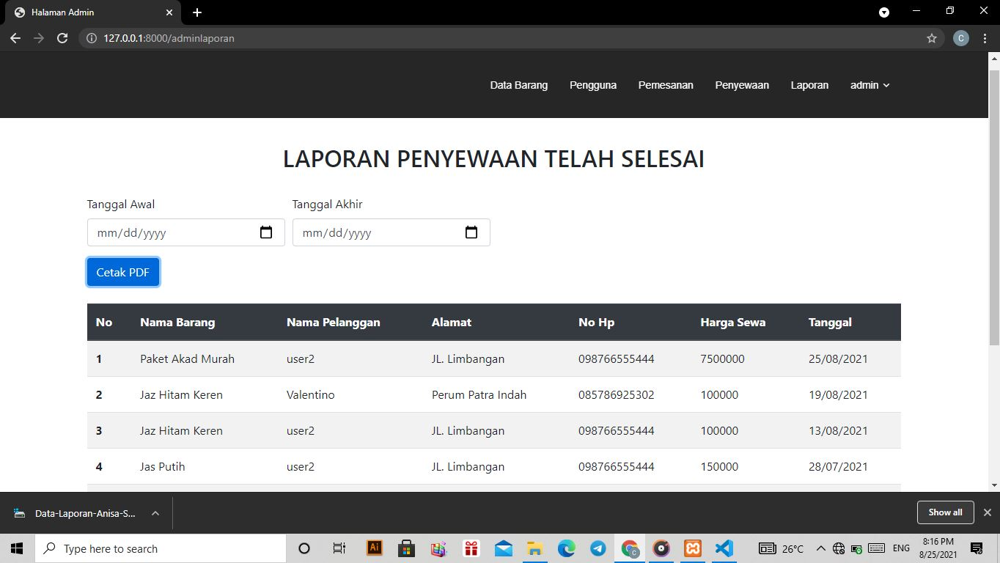 Halaman Admin
127.0.0.1:8000/adminlaporan
C
Data Barang Pengguna Pemesanan Penyewaan Laporan admin
LAPORAN PENYEWAAN TELAH SELESAI
Tanggal Awal Tanggal Akhir
mm/dd/yyyy mm/dd/yyyy
Cetak PDF
No Nama Barang Nama Pelanggan Alamat No Hp Harga Sewa Tanggal
1 Paket Akad Murah user2 JL. Limbangan 098766555444 7500000 25/08/2021
2 Jaz Hitam Keren Valentino Perum Patra Indah 085786925302 100000 19/08/2021
3 Jaz Hitam Keren user2 JL. Limbangan 098766555444 100000 13/08/2021
4 Jas Putih user2 JL. Limbangan 098766555444 150000 28/07/2021
Data-Laporan-Anisa-S... Show all
Type here to search Ai C 26°C ENG 8:16 PM
8/25/2021